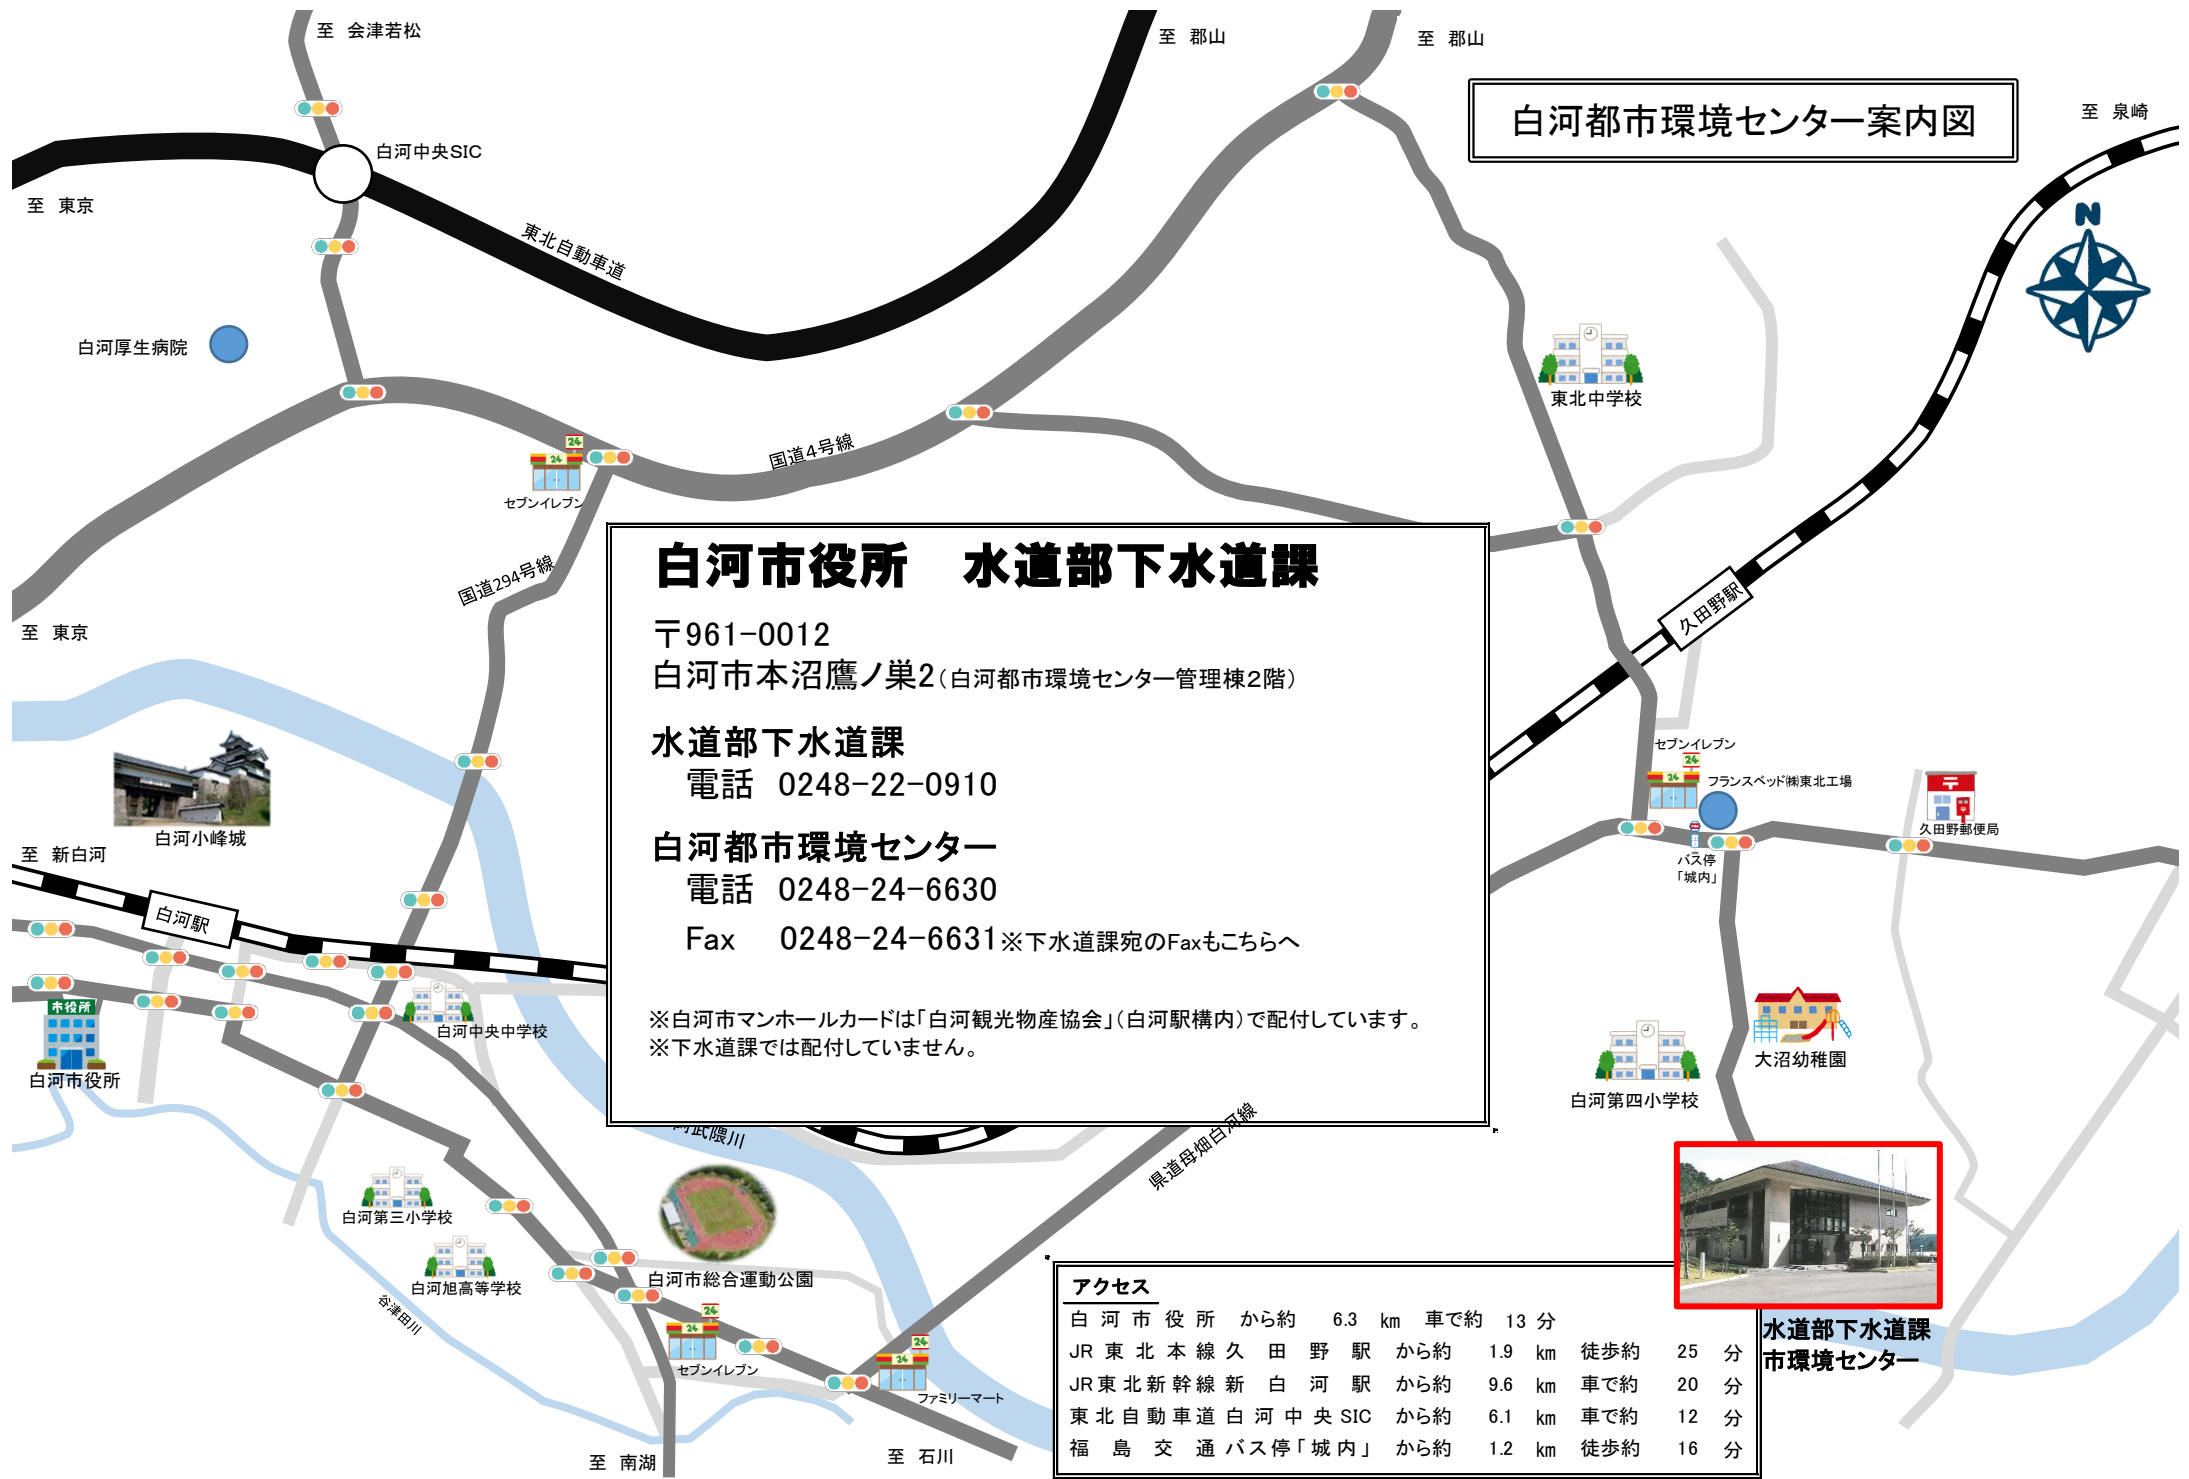 至　会津若松
至　郡山
至　郡山
白河都市環境センター案内図
至　泉崎
白河中央SIC
至　東京
N
東北自動車道
白河厚生病院
東北中学校
国道4号線
24
24
セブンイレブン
国道294号線
至　東京
久田野駅
白河市役所　水道部下水道課
〒961-0012
白河市本沼鷹ノ巣2（白河都市環境センター管理棟2階）
水道部下水道課
電話　0248-22-0910
白河都市環境センター
電話　0248-24-6630
Fax　0248-24-6631※下水道課宛のFaxもこちらへ
※白河市マンホールカードは「白河観光物産協会」（白河駅構内）で配付しています。
※下水道課では配付していません。
セブンイレブン
24
24
フランスベッド㈱東北工場
〒
久田野郵便局
バス停
「城内」
白河小峰城
至　新白河
白河駅
市役所
白河市役所
白河中央中学校
大沼幼稚園
白河第四小学校
武隈川
県道母畑白河線
白河第三小学校
白河旭高等学校
谷津田川
白河市総合運動公園
24
24
セブンイレブン
24
24
ファミリーマート
至　南湖
至　石川
アクセス
白河市役所　から約　6.3　km　車で約　13　分
JR東北本線久田野駅　から約　1.9　km　徒歩約　25　分
JR東北新幹線新白河駅　から約　9.6　km　車で約　20　分
東北自動車道白河中央SIC　から約　6.1　km　車で約　12　分
福島交通バス停「城内」　から約　1.2　km　徒歩約　16　分
水道部下水道課
市環境センター